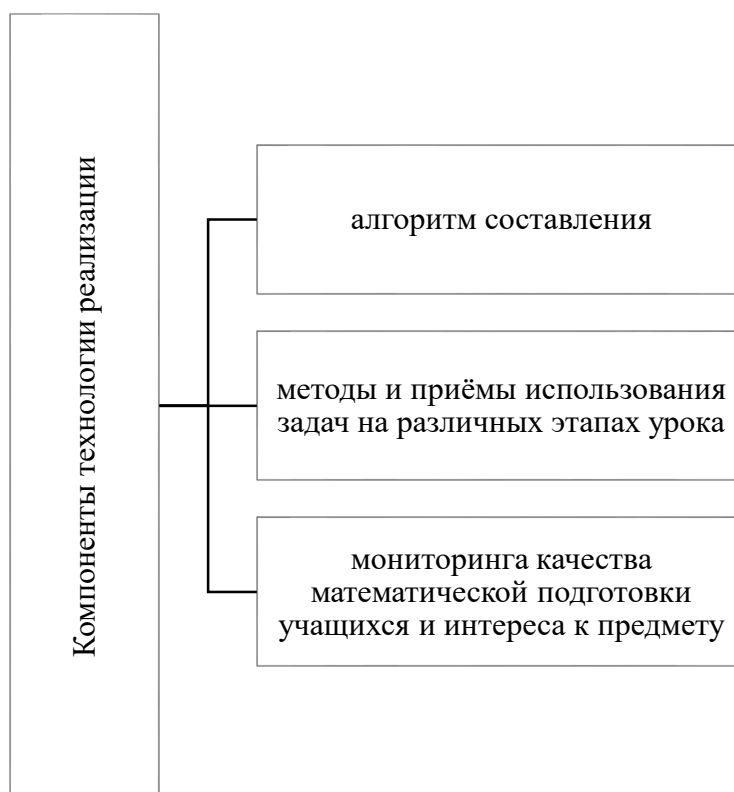 Компоненты технологии реализации
алгоритм составления
методы и приёмы использования
задач на различных этапах урока
мониторинга качества
математической подготовки
учащихся и интереса к предмету